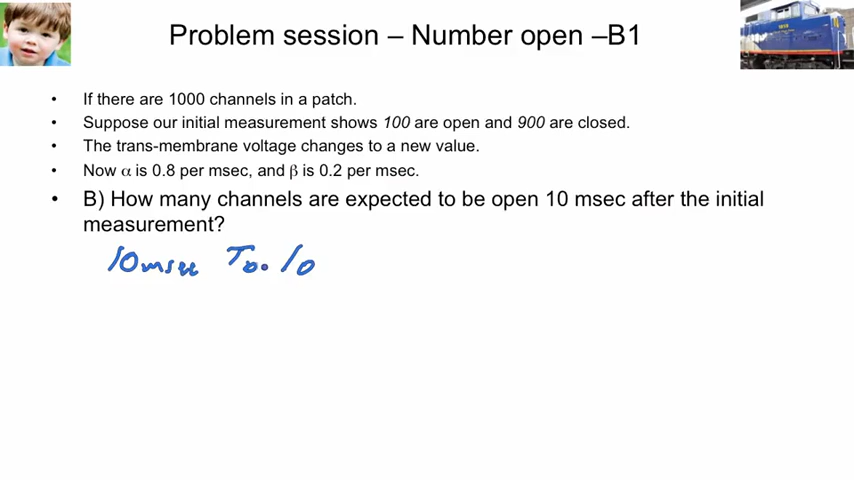 Problem session – Number open –B1
• If there are 1000 channels in a patch.
• Suppose our initial measurement shows 100 are open and 900 are closed.
• The trans-membrane voltage changes to a new value.
• Now α is 0.8 per msec, and β is 0.2 per msec.
• B) How many channels are expected to be open 10 msec after the initial
measurement?
10 msec To. 10